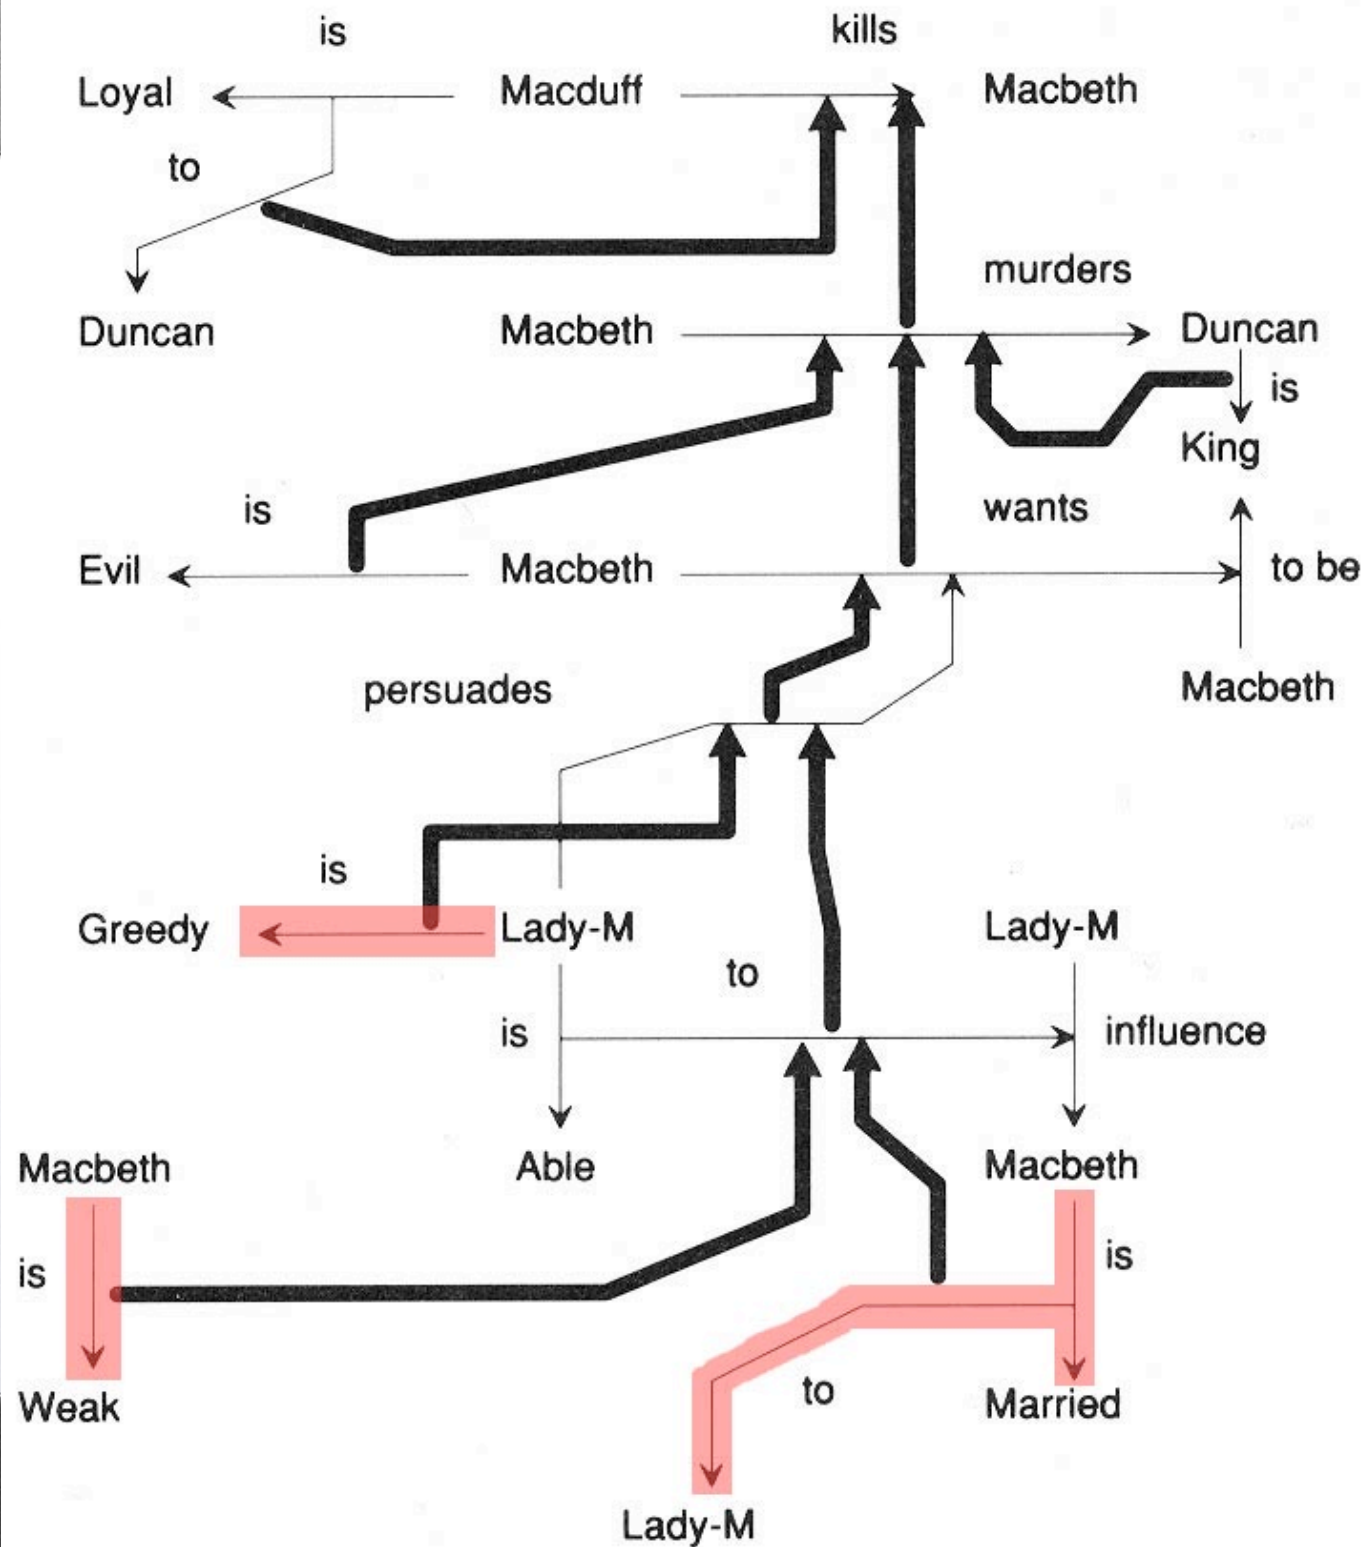 is kills
Loyal Macduff Macbeth
to
murders
Duncan Macbeth Duncan
is
King
is wants
Evil Macbeth to be
persuades Macbeth
is
Greedy Lady-M Lady-M
to
is influence
Macbeth Able Macbeth
is is
to
Weak Married
Lady-M